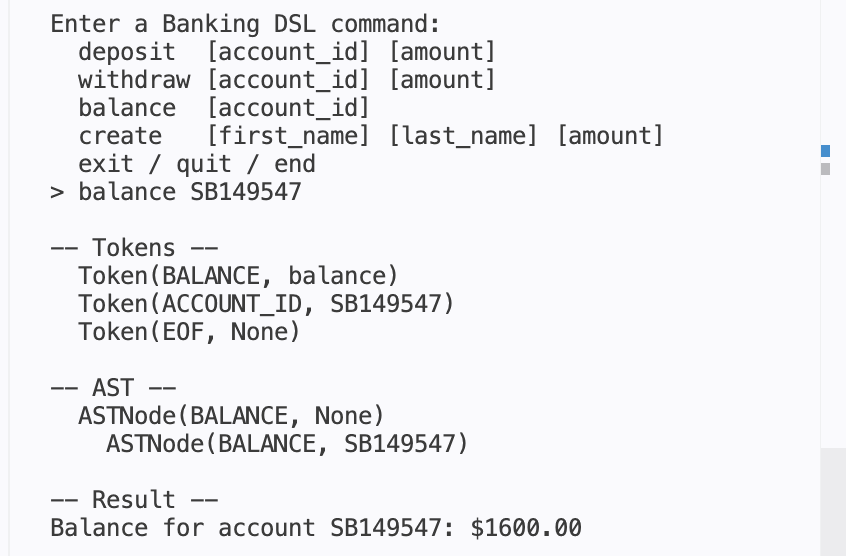 Enter a Banking DSL command:
  deposit  [account_id] [amount]
  withdraw [account_id] [amount]
  balance  [account_id]
  create   [first_name] [last_name] [amount]
  exit / quit / end
> balance SB149547

-- Tokens --
  Token(BALANCE, balance)
  Token(ACCOUNT_ID, SB149547)
  Token(EOF, None)

-- AST --
  ASTNode(BALANCE, None)
    ASTNode(BALANCE, SB149547)

-- Result --
Balance for account SB149547: $1600.00